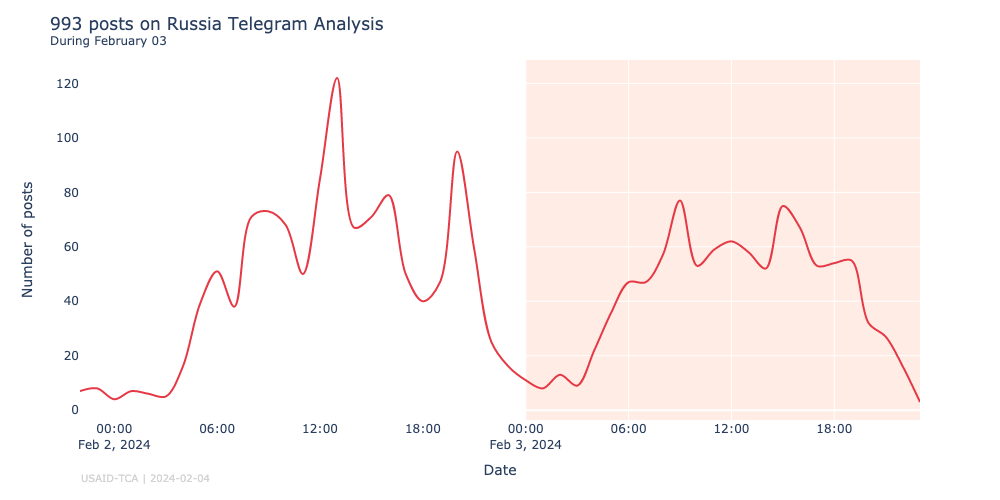 993 posts on Russia Telegram Analysis
During February 03
Number of posts
120
100
80
60
40
20
0
00:00 06:00 12:00 18:00 00:00 06:00 12:00 18:00
Feb 2, 2024 Feb 3, 2024
Date
USAID-TCA | 2024-02-04